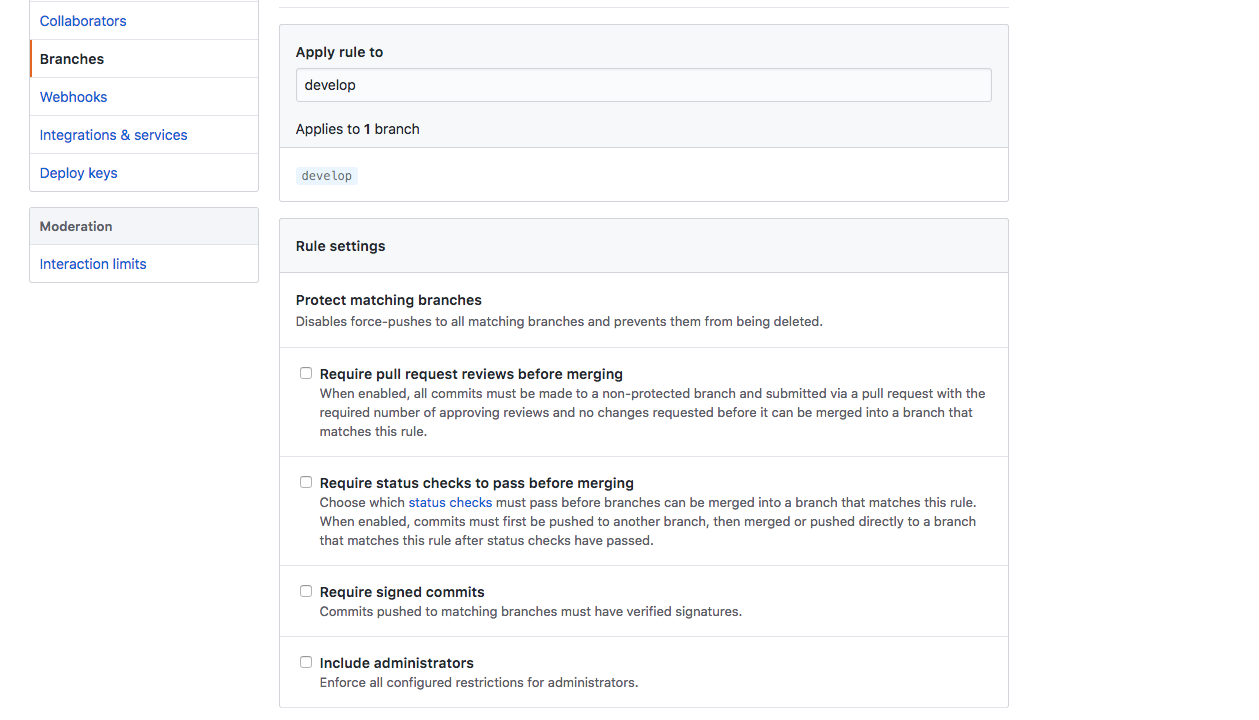 Collaborators
Branches
Webhooks
Integrations & services
Deploy keys
Moderation
Interaction limits
Apply rule to
develop
Applies to 1 branch
develop
Rule settings
Protect matching branches
Disables force-pushes to all matching branches and prevents them from being deleted.
Require pull request reviews before merging
When enabled, all commits must be made to a non-protected branch and submitted via a pull request with the
required number of approving reviews and no changes requested before it can be merged into a branch that
matches this rule.
Require status checks to pass before merging
Choose which status checks must pass before branches can be merged into a branch that matches this rule.
When enabled, commits must first be pushed to another branch, then merged or pushed directly to a branch
that matches this rule after status checks have passed.
Require signed commits
Commits pushed to matching branches must have verified signatures.
Include administrators
Enforce all configured restrictions for administrators.